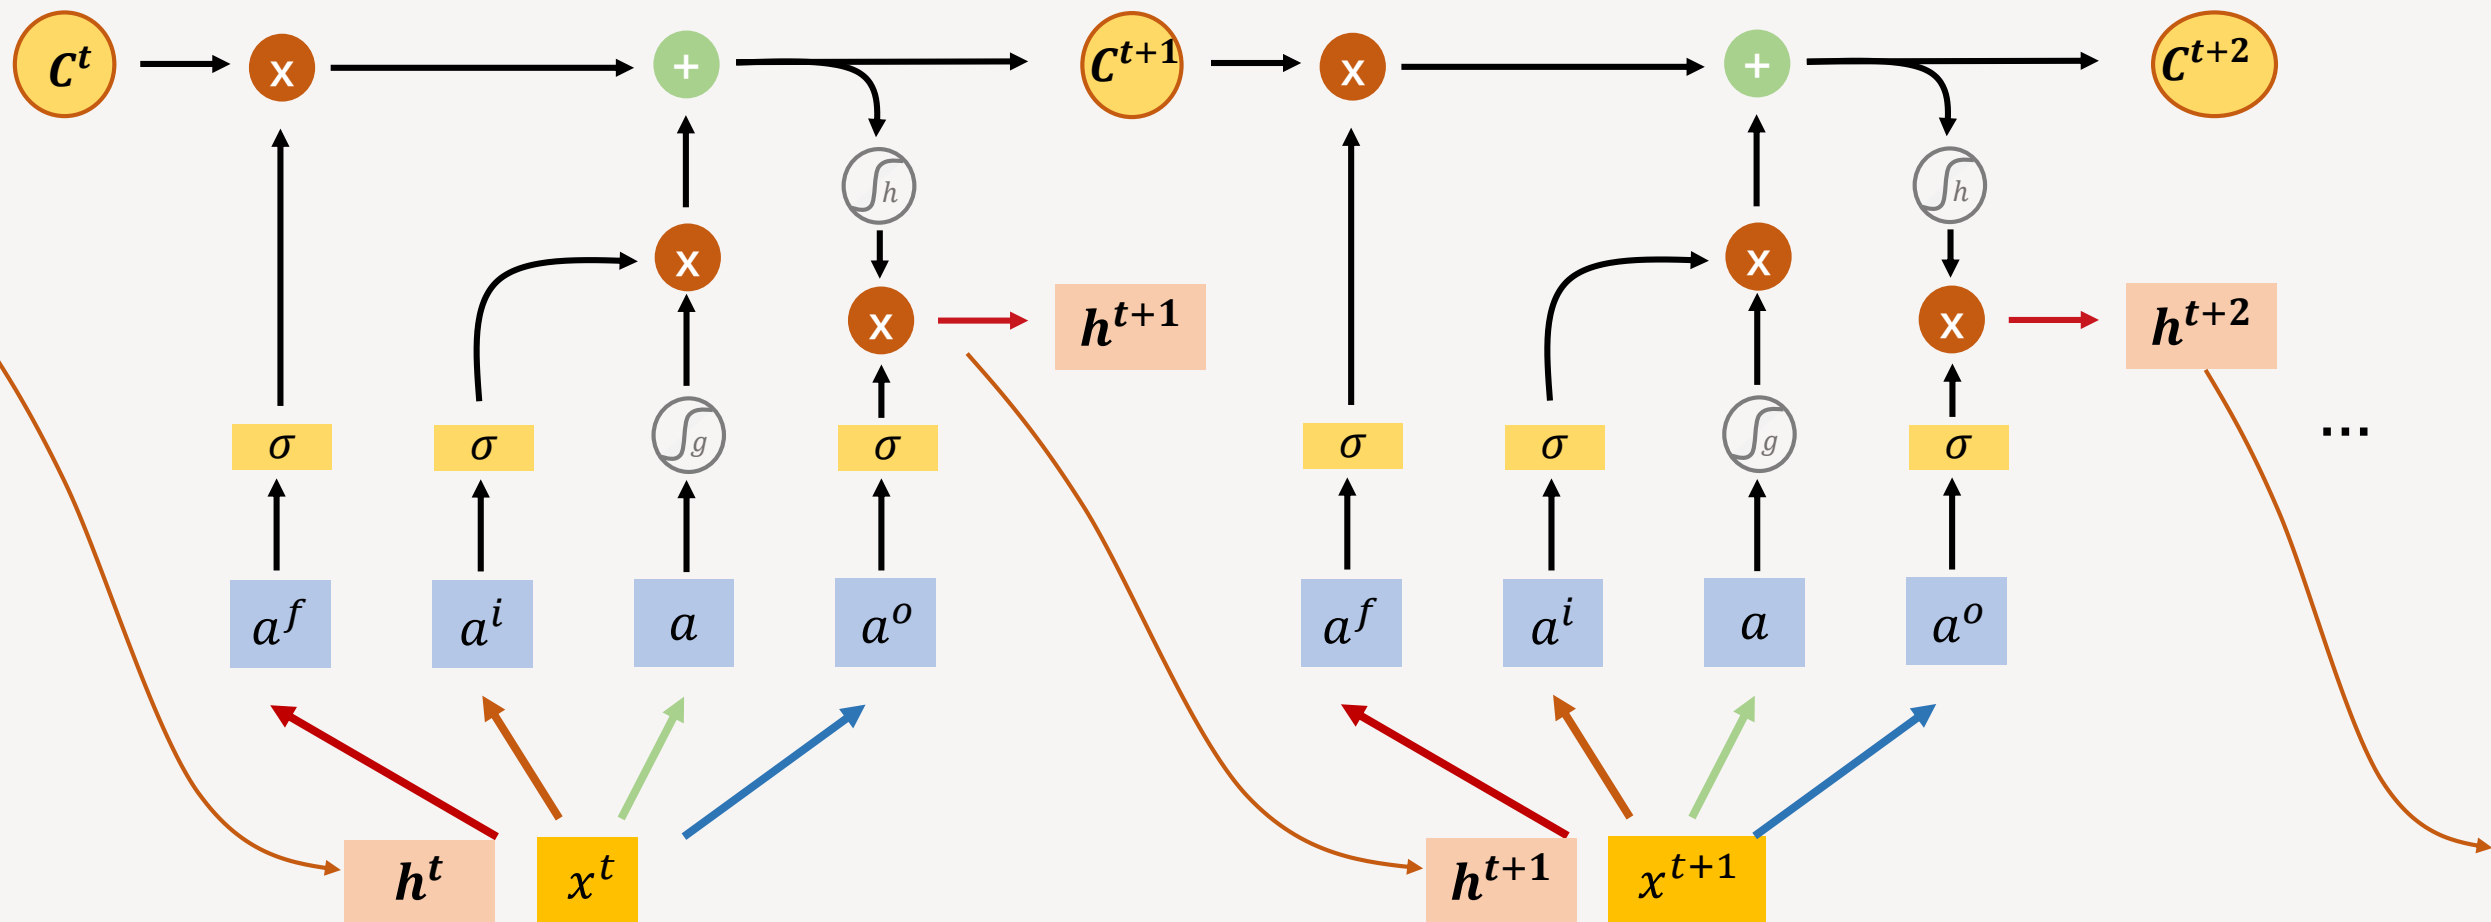 C^t x + C^{t+1} x + C^{t+2}
h h
x x
x h^{t+1} x h^{t+2}
σ σ g σ σ σ g σ ...
a^f a^i a a^o a^f a^i a a^o
h^t x^t h^{t+1} x^{t+1}